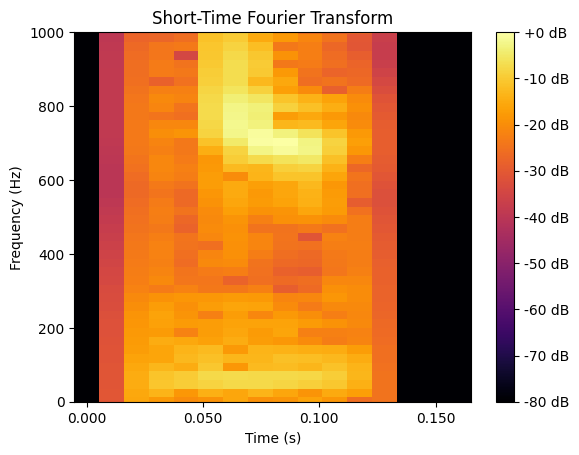 Short-Time Fourier Transform
Frequency (Hz)
1000
800
600
400
200
0
0.000
0.050
0.100
0.150
Time (s)
+0 dB
-10 dB
-20 dB
-30 dB
-40 dB
-50 dB
-60 dB
-70 dB
-80 dB